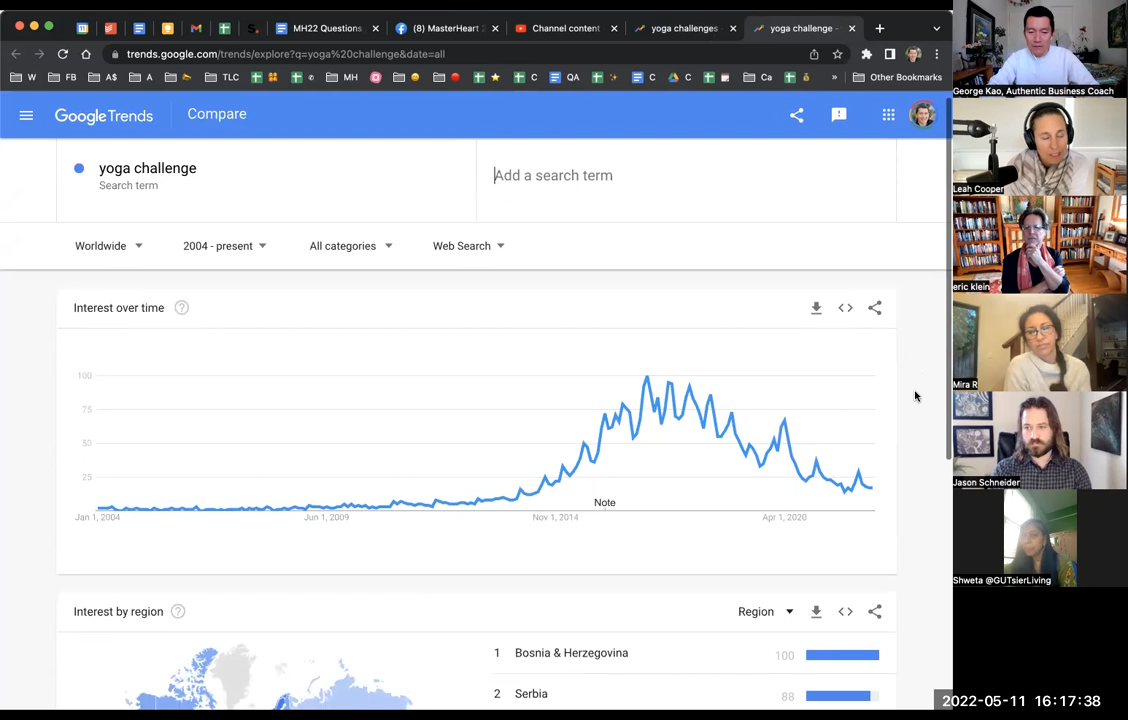 MH22 Questions
(8) MasterHeart
Channel content
yoga challenges -
yoga challenge -
trends.google.com/trends/explore?q=yoga%20challenge&date=all
W
FB
A$
A
TLC
MH
C
QA
C
C
Ca
»
Other Bookmarks
Google Trends
Compare
yoga challenge
Search term
Add a search term
Worldwide
2004 - present
All categories
Web Search
Interest over time
100
75
50
25
Note
Jan 1, 2004
Jun 1, 2009
Nov 1, 2014
Apr 1, 2020
Interest by region
Region
1 Bosnia & Herzegovina 100
2 Serbia 88
George Kao, Authentic Business Coach
Leah Cooper
eric klein
Mira R
Jason Schneider
Shweta @GUTsierLiving
2022-05-11 16:17:38